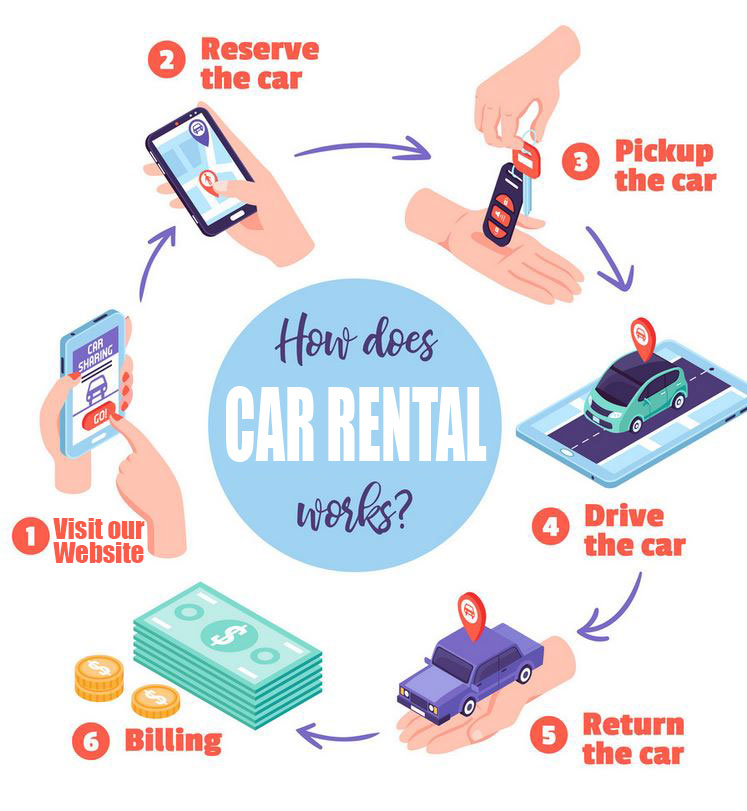 How does
CAR RENTAL
works?
1
Visit our
Website
CAR
SHARING
GO!
2
Reserve
the car
3
Pickup
the car
4
Drive
the car
5
Return
the car
6
Billing
$
$
$